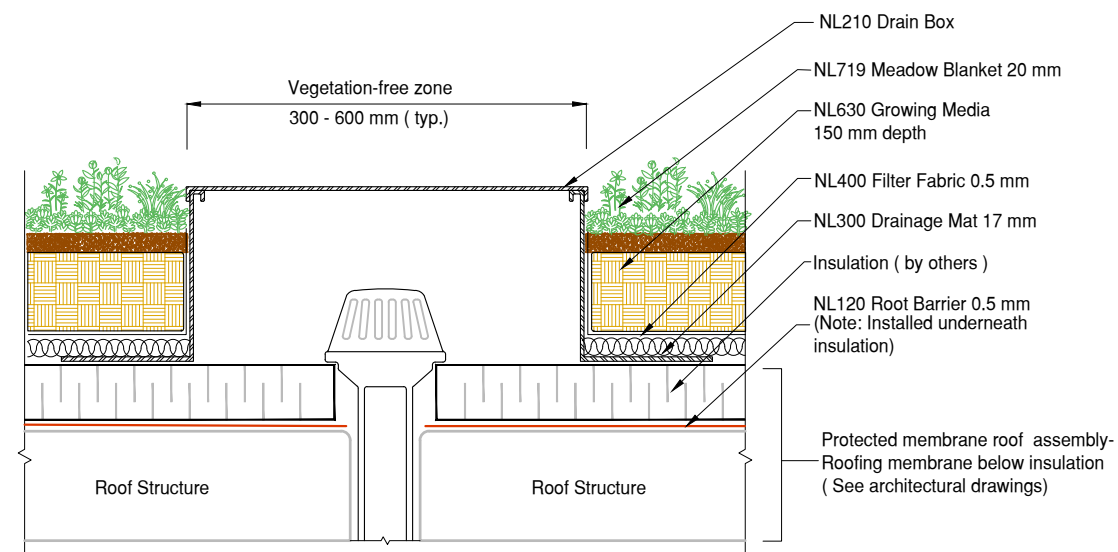 NL210 Drain Box
NL719 Meadow Blanket 20 mm
Vegetation-free zone
300 - 600 mm ( typ.)
NL630 Growing Media
150 mm depth
NL400 Filter Fabric 0.5 mm
NL300 Drainage Mat 17 mm
Insulation ( by others )
NL120 Root Barrier 0.5 mm
(Note: Installed underneath
insulation)
Protected membrane roof assembly-
Roofing membrane below insulation
( See architectural drawings)
Roof Structure
Roof Structure